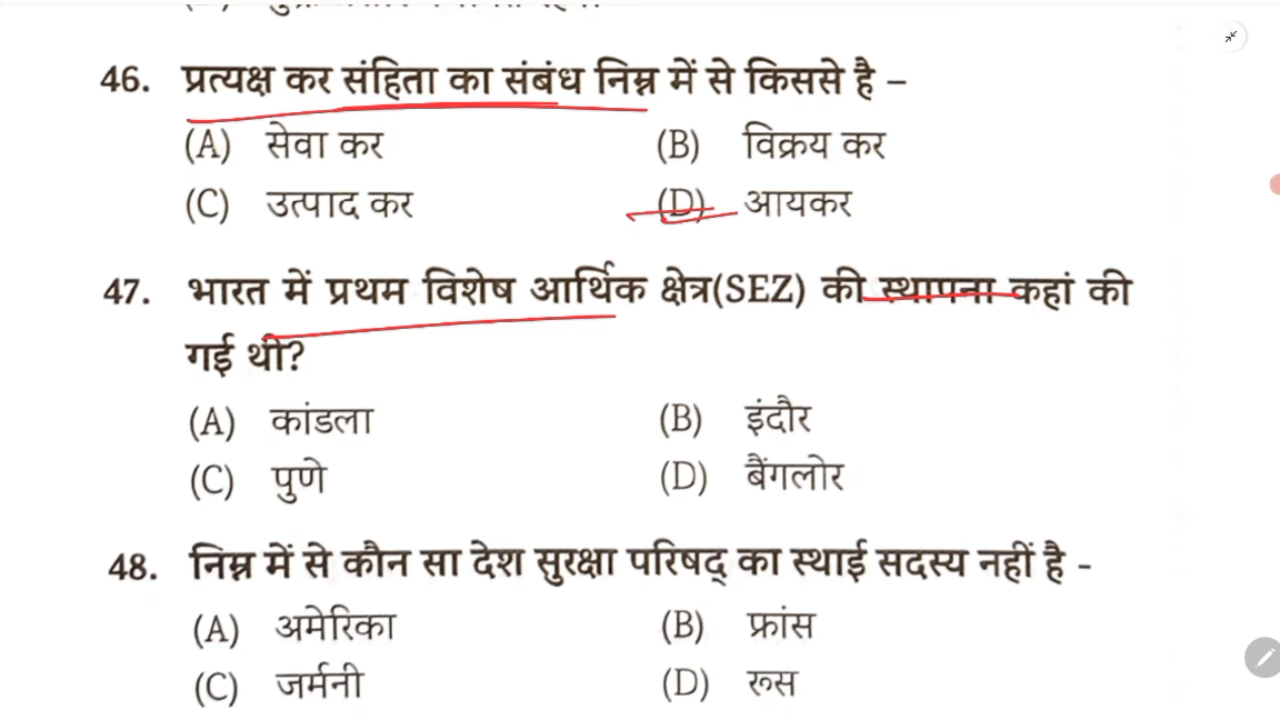 46. प्रत्यक्ष कर संहिता का संबंध निम्न में से किससे है –
(A) सेवा कर (B) विक्रय कर
(C) उत्पाद कर (D) आयकर
47. भारत में प्रथम विशेष आर्थिक क्षेत्र(SEZ) की स्थापना कहां की
गई थी?
(A) कांडला (B) इंदौर
(C) पुणे (D) बैंगलोर
48. निम्न में से कौन सा देश सुरक्षा परिषद् का स्थाई सदस्य नहीं है -
(A) अमेरिका (B) फ्रांस
(C) जर्मनी (D) रूस